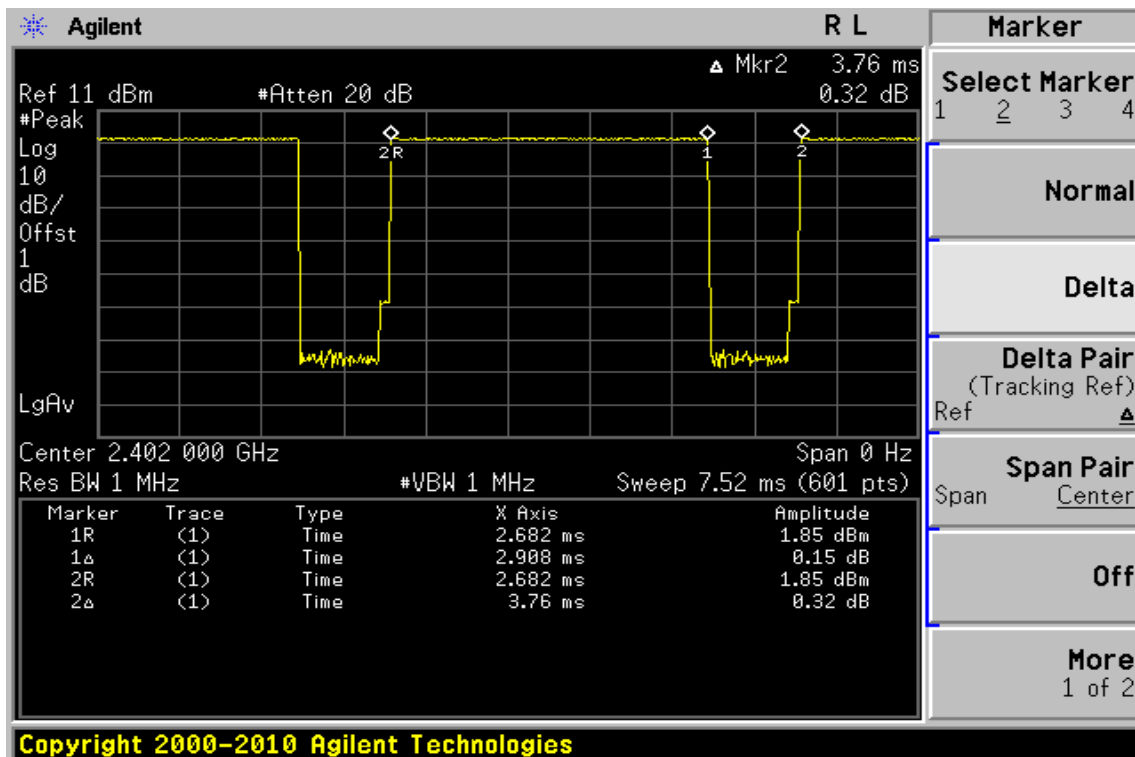 Agilent
R L
Marker
Δ Mkr2 3.76 ms
Ref 11 dBm #Atten 20 dB 0.32 dB
#Peak
Log
10
dB/
Offst
1
dB
LgAv
2R
1
2
Center 2.402 000 GHz Span 0 Hz
Res BW 1 MHz #VBW 1 MHz Sweep 7.52 ms (601 pts)
Marker Trace Type X Axis Amplitude
1R (1) Time 2.682 ms 1.85 dBm
1Δ (1) Time 2.908 ms 0.15 dB
2R (1) Time 2.682 ms 1.85 dBm
2Δ (1) Time 3.76 ms 0.32 dB
Select Marker
1 2 3 4
Normal
Delta
Delta Pair
(Tracking Ref)
Ref Δ
Span Pair
Span Center
Off
More
1 of 2
Copyright 2000-2010 Agilent Technologies